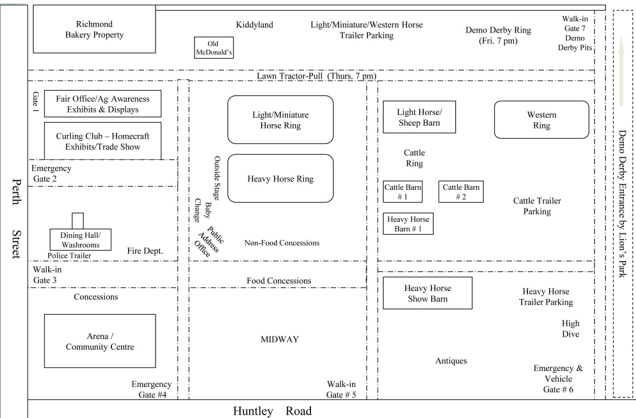 Richmond
Bakery Property
Kiddyland
Old
McDonald's
Light/Miniature/Western Horse
Trailer Parking
Demo Derby Ring
(Fri. 7 pm)
Walk-in
Gate 7
Demo
Derby Pits
Lawn Tractor-Pull (Thurs, 7 pm)
Gate 1
Fair Office/Ag Awareness
Exhibits & Displays
Curling Club – Homecraft
Exhibits/Trade Show
Emergency
Gate 2
Light/Miniature
Horse Ring
Heavy Horse Ring
Outside Stage
Baby
Change
Public
Address
Office
Non-Food Concessions
Light Horse/
Sheep Barn
Western
Ring
Cattle
Ring
Cattle Barn
# 1
Cattle Barn
# 2
Heavy Horse
Barn # 1
Cattle Trailer
Parking
Perth Street
Dining Hall/
Washrooms
Police Trailer
Fire Dept.
Walk-in
Gate 3
Concessions
Food Concessions
Arena /
Community Centre
MIDWAY
Heavy Horse
Show Barn
Heavy Horse
Trailer Parking
High
Dive
Antiques
Emergency
Gate #4
Walk-in
Gate # 5
Emergency &
Vehicle
Gate # 6
Demo Derby Entrance by Lion's Park
Huntley Road